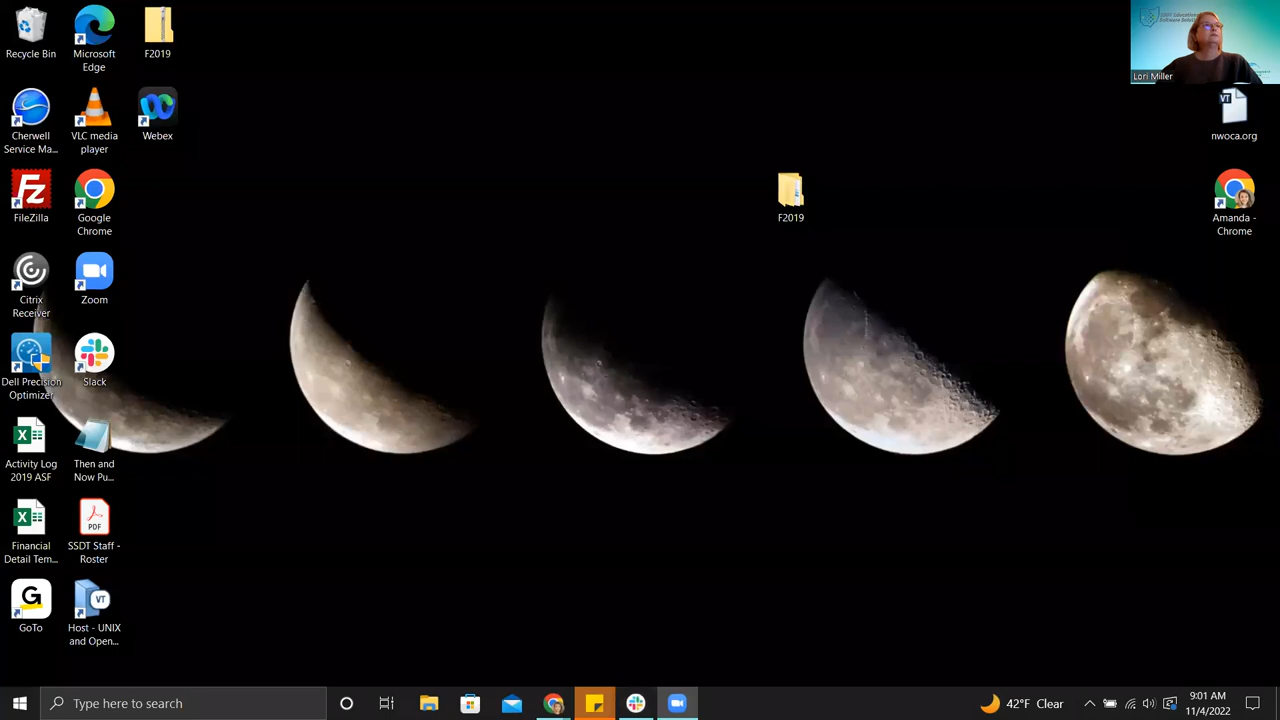 Recycle Bin
Microsoft
Edge
F2019
Cherwell
Service Ma...
VLC media
player
Webex
FileZilla
Google
Chrome
Citrix
Receiver
Zoom
Dell Precision
Optimizer
Slack
Activity Log
2019 ASF
Then and
Now Pu...
Financial
Detail Tem...
PDF
SSDT Staff -
Roster
G
GoTo
VT
Host - UNIX
and Open...
F2019
Lori Miller
VT
nwoca.org
Amanda -
Chrome
Type here to search
42°F Clear
9:01 AM
11/4/2022